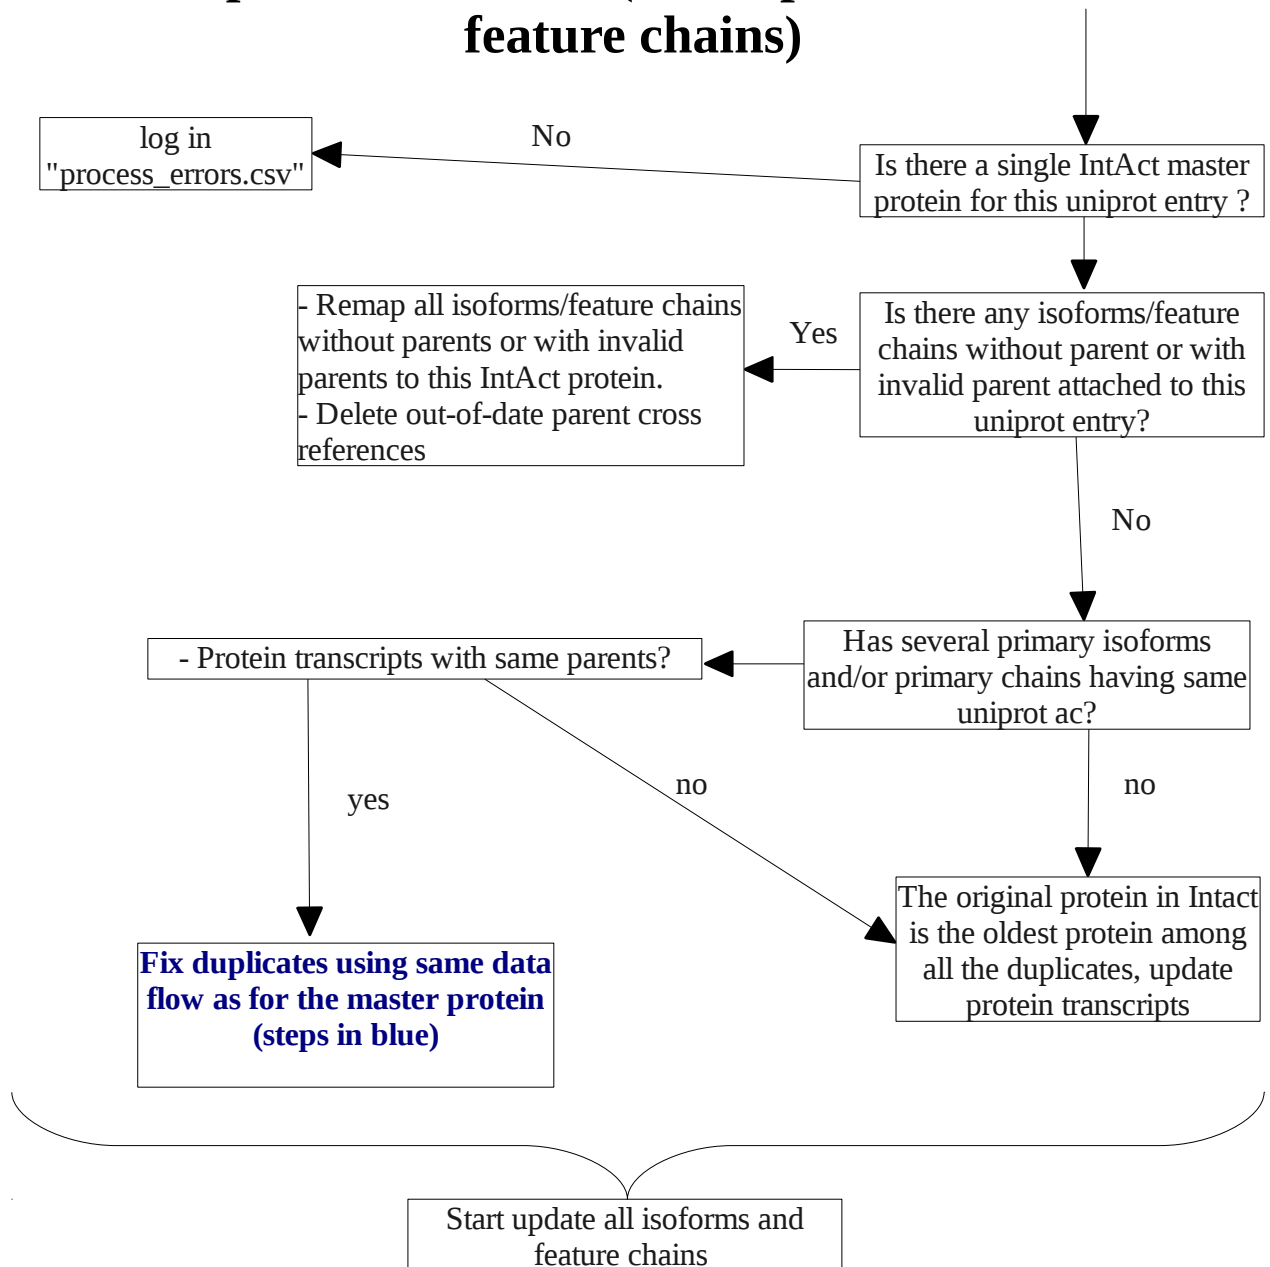 feature chains)
No
log in
"process_errors.csv"
Is there a single IntAct master
protein for this uniprot entry ?
- Remap all isoforms/feature chains
without parents or with invalid
parents to this IntAct protein.
- Delete out-of-date parent cross
references
Yes
Is there any isoforms/feature
chains without parent or with
invalid parent attached to this
uniprot entry?
No
- Protein transcripts with same parents?
Has several primary isoforms
and/or primary chains having same
uniprot ac?
yes
no
no
The original protein in Intact
is the oldest protein among
all the duplicates, update
protein transcripts
Fix duplicates using same data
flow as for the master protein
(steps in blue)
Start update all isoforms and
feature chains